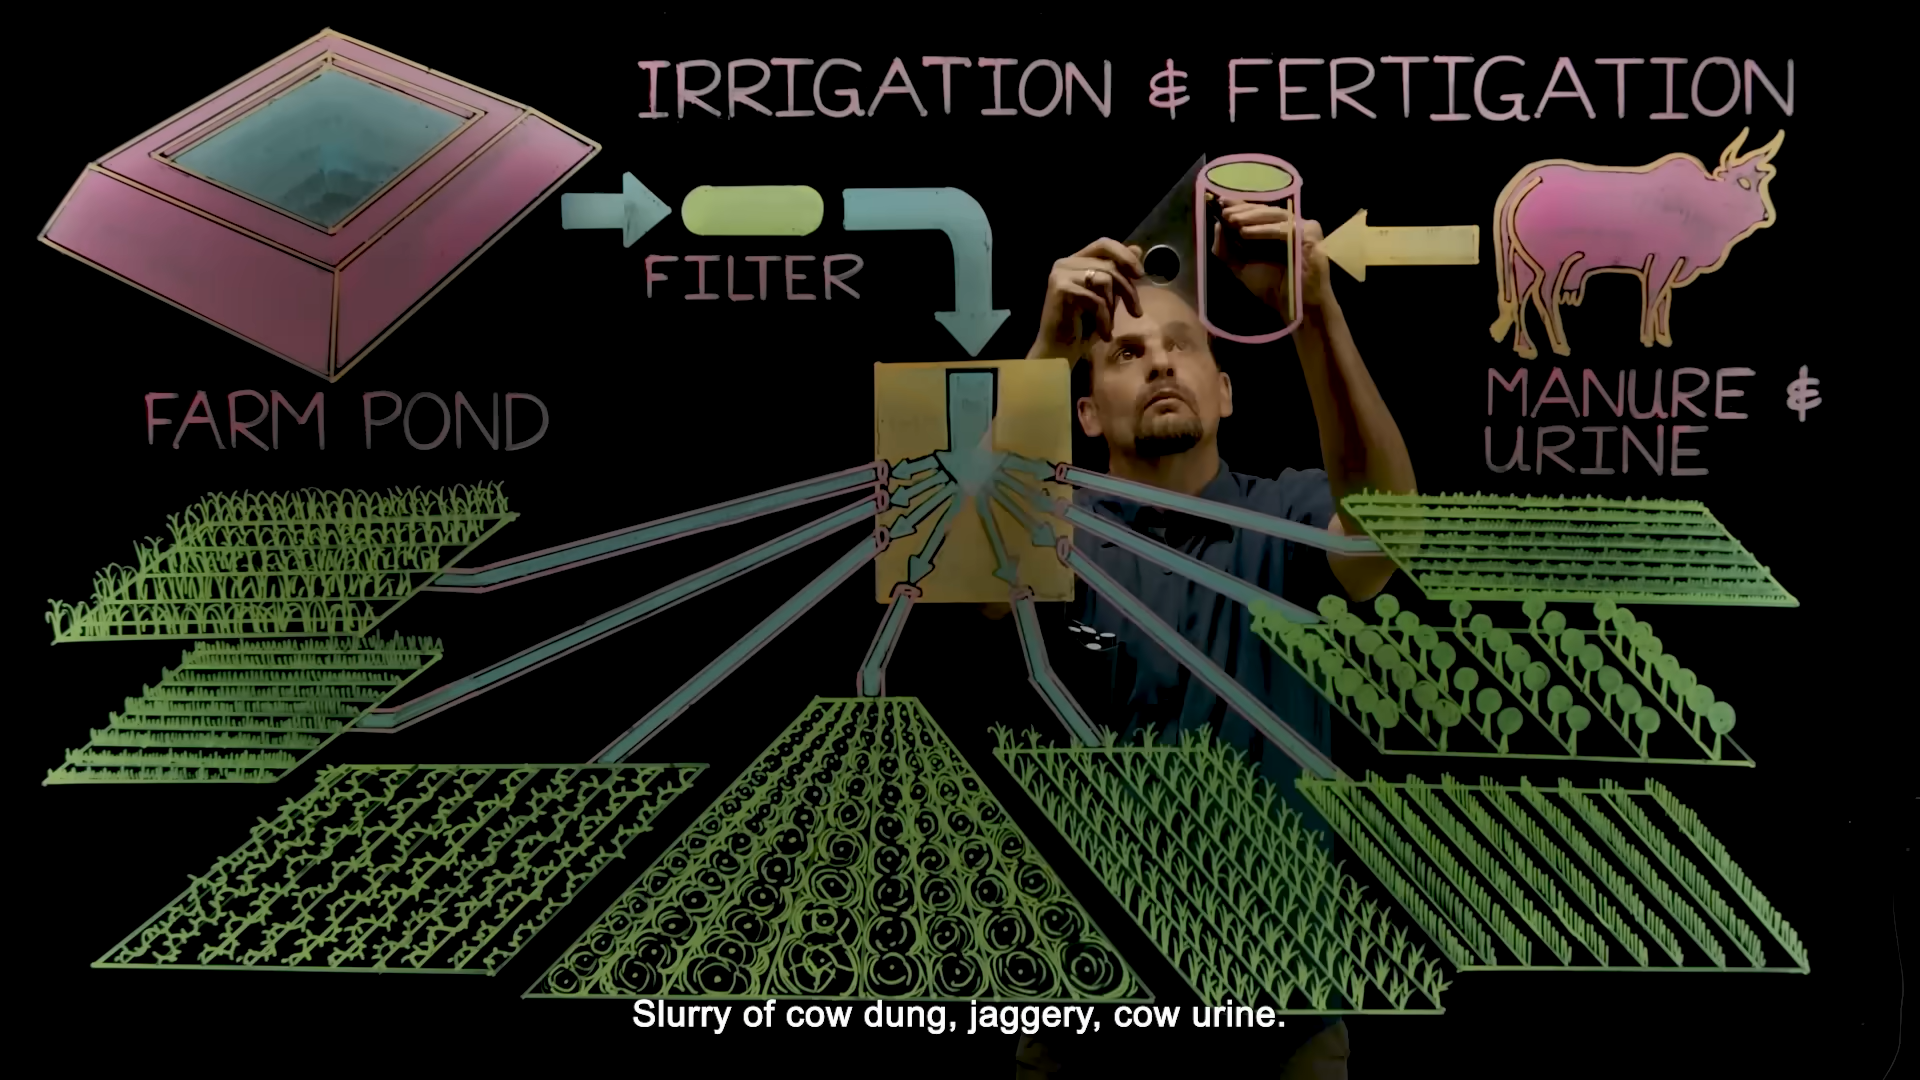 IRRIGATION & FERTIGATION
FILTER
FARM POND
MANURE &
URINE
Slurry of cow dung, jaggery, cow urine.